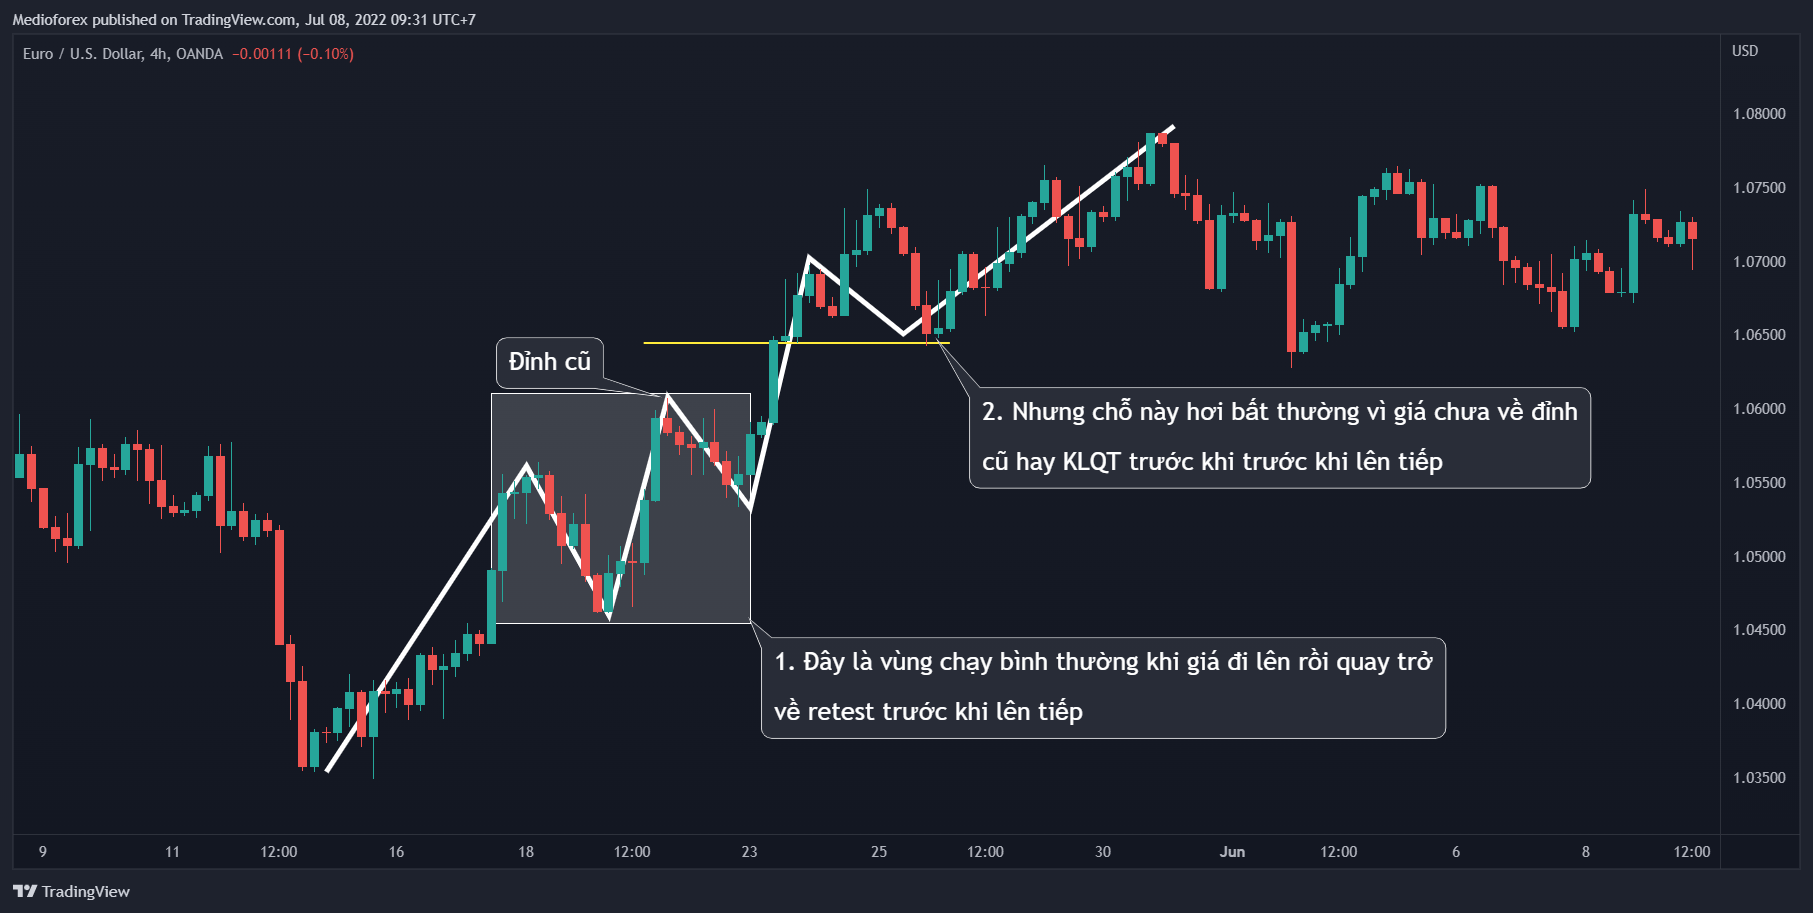 Medioforex published on TradingView.com, Jul 08, 2022 09:31 UTC+7
Euro / U.S. Dollar, 4h, OANDA −0.00111 (−0.10%)
USD
1.08000
1.07500
1.07000
1.06500
Đỉnh cũ
2. Nhưng chỗ này hơi bất thường vì giá chưa về đỉnh
cũ hay KLQT trước khi trước khi lên tiếp
1.06000
1.05500
1.05000
1.04500
1. Đây là vùng chạy bình thường khi giá đi lên rồi quay trở
về retest trước khi lên tiếp
1.04000
1.03500
9 11 12:00 16 18 12:00 23 25 12:00 30 Jun 12:00 6 8 12:00
TradingView